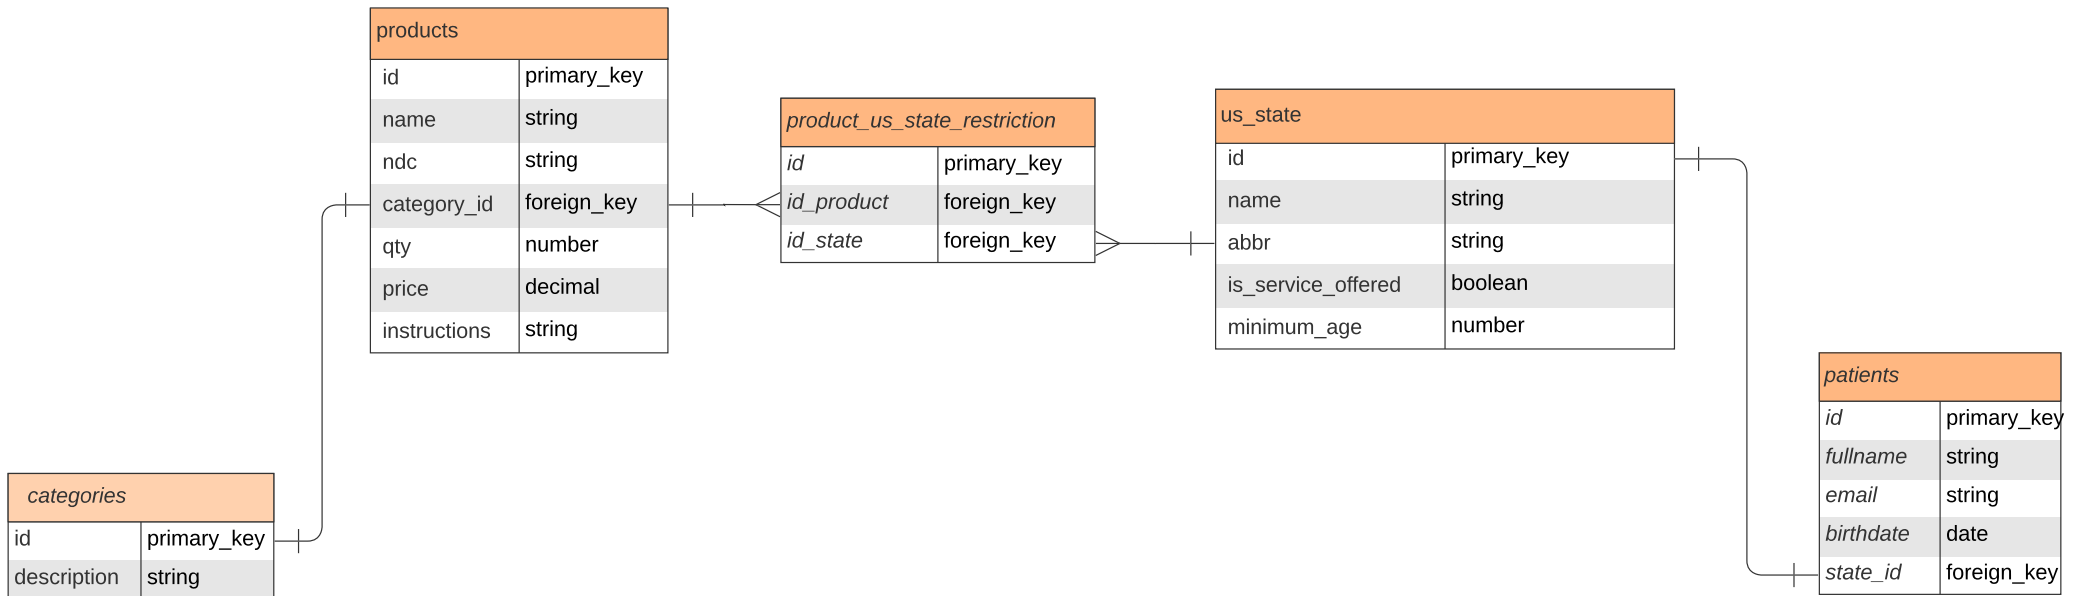 products
id primary_key
name string
ndc string
category_id foreign_key
qty number
price decimal
instructions string
product_us_state_restriction
id primary_key
id_product foreign_key
id_state foreign_key
us_state
id primary_key
name string
abbr string
is_service_offered boolean
minimum_age number
categories
id primary_key
description string
patients
id primary_key
fullname string
email string
birthdate date
state_id foreign_key